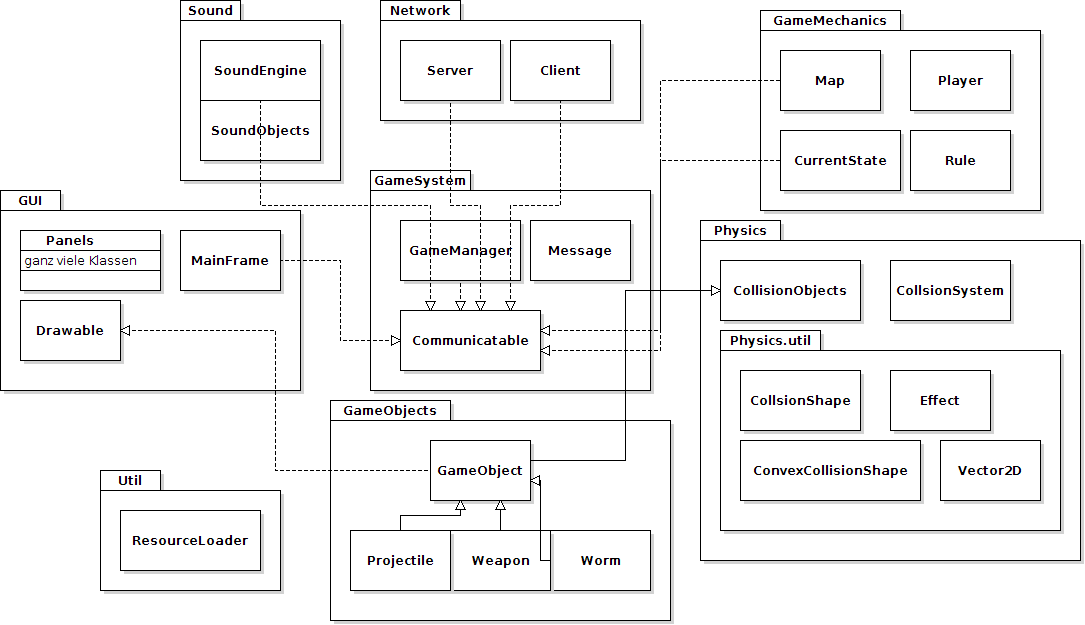 Sound
SoundEngine
SoundObjects
Network
Server
Client
GameMechanics
Map
Player
CurrentState
Rule
GameSystem
GameManager
Message
Communicatable
GUI
Panels
ganz viele Klassen
MainFrame
Drawable
Physics
CollisionObjects
CollsionSystem
Physics.util
CollsionShape
Effect
ConvexCollisionShape
Vector2D
GameObjects
GameObject
Projectile
Weapon
Worm
Util
ResourceLoader